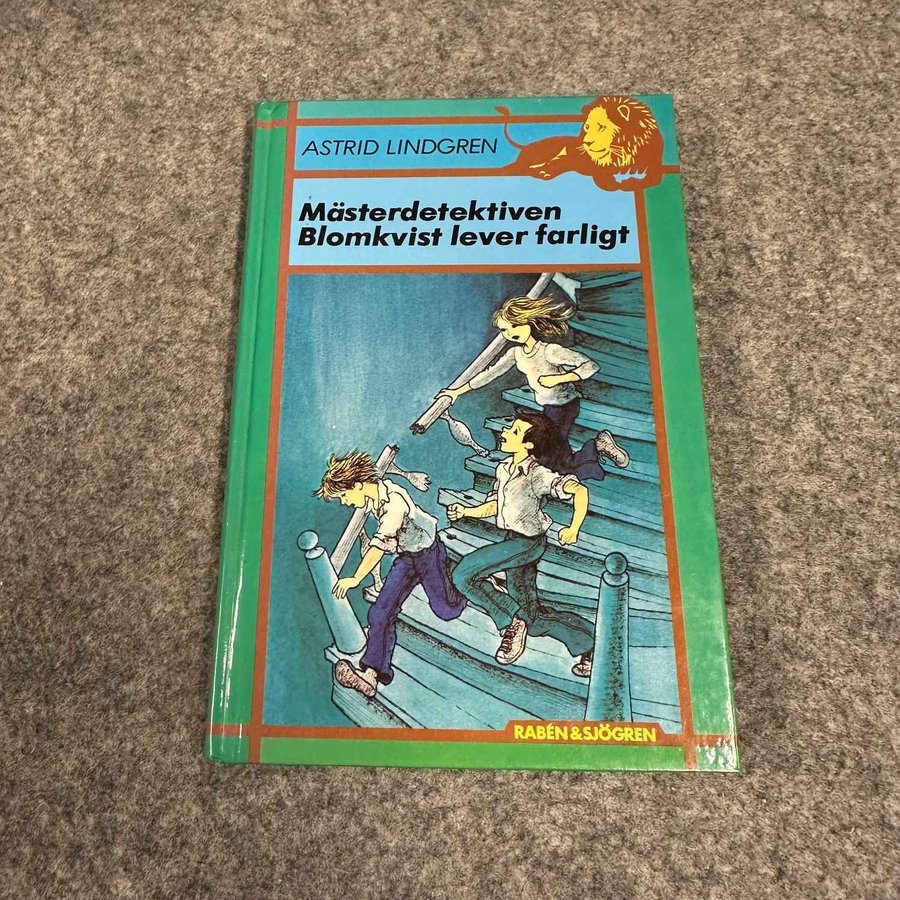 ASTRID LINDGREN
Mästerdetektiven
Blomkvist lever farligt
RABÉN & SJÖGREN